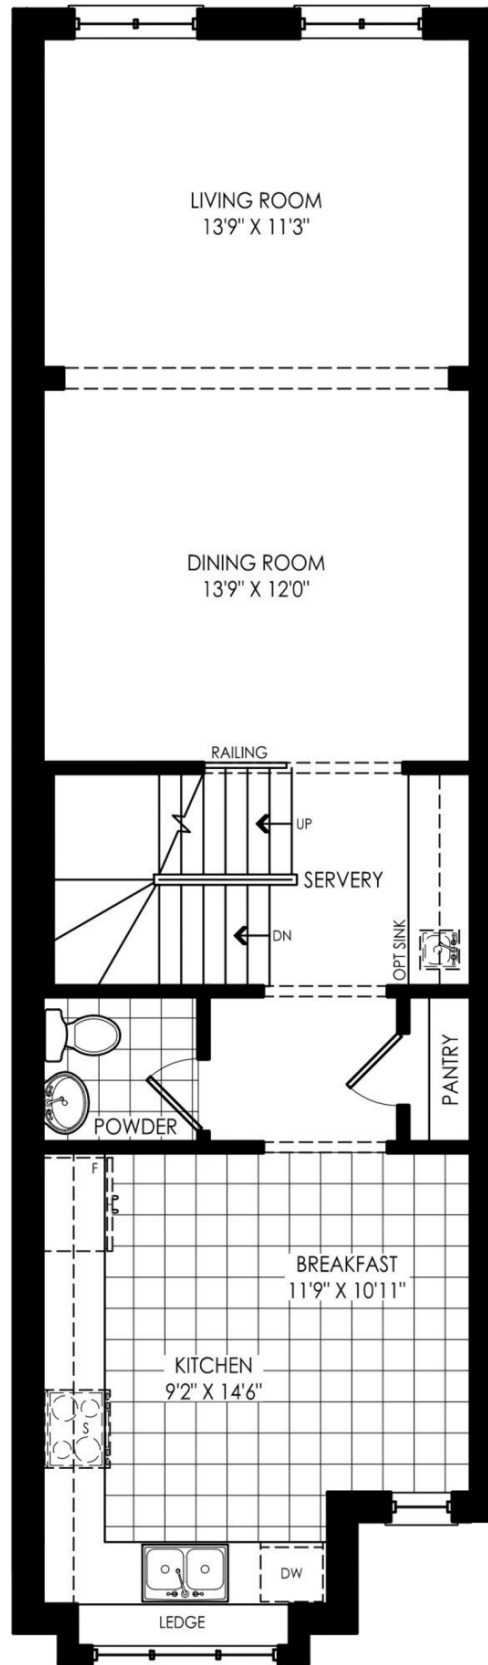 LIVING ROOM
13'9" X 11'3"
DINING ROOM
13'9" X 12'0"
RAILING
UP
SERVERY
DN
OPT SINK
PANTRY
POWDER
F
BREAKFAST
11'9" X 10'11"
KITCHEN
9'2" X 14'6"
S
DW
LEDGE